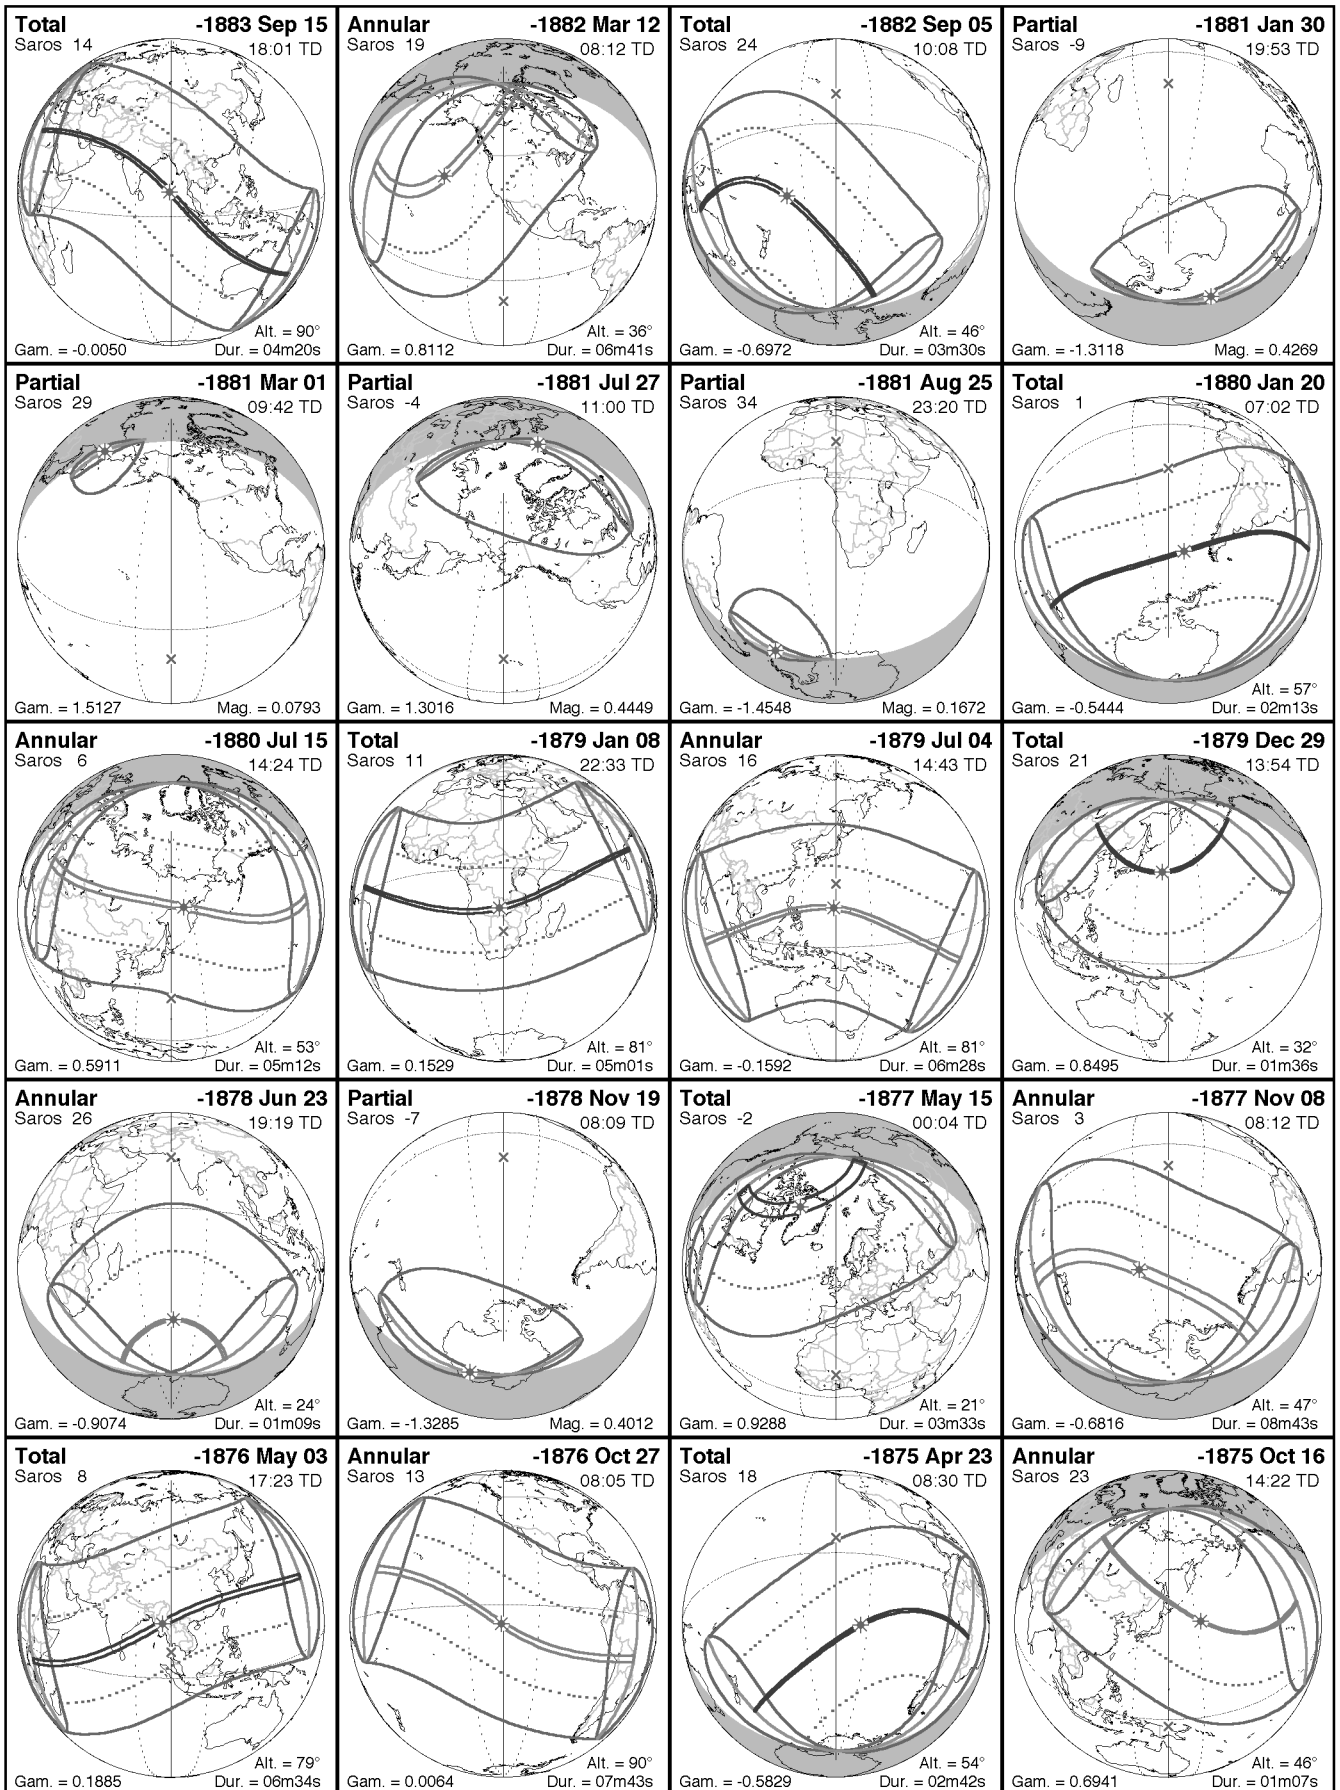 Total -1883 Sep 15
Saros 14 18:01 TD
Alt. = 90°
Gam. = -0.0050 Dur. = 04m20s
Annular -1882 Mar 12
Saros 19 08:12 TD
Alt. = 36°
Gam. = 0.8112 Dur. = 06m41s
Total -1882 Sep 05
Saros 24 10:08 TD
Alt. = 46°
Gam. = -0.6972 Dur. = 03m30s
Partial -1881 Jan 30
Saros -9 19:53 TD
Gam. = -1.3118 Mag. = 0.4269
Partial -1881 Mar 01
Saros 29 09:42 TD
Gam. = 1.5127 Mag. = 0.0793
Partial -1881 Jul 27
Saros -4 11:00 TD
Gam. = 1.3016 Mag. = 0.4449
Partial -1881 Aug 25
Saros 34 23:20 TD
Gam. = -1.4548 Mag. = 0.1672
Total -1880 Jan 20
Saros 1 07:02 TD
Alt. = 57°
Gam. = -0.5444 Dur. = 02m13s
Annular -1880 Jul 15
Saros 6 14:24 TD
Alt. = 53°
Gam. = 0.5911 Dur. = 05m12s
Total -1879 Jan 08
Saros 11 22:33 TD
Alt. = 81°
Gam. = 0.1529 Dur. = 05m01s
Annular -1879 Jul 04
Saros 16 14:43 TD
Alt. = 81°
Gam. = -0.1592 Dur. = 06m28s
Total -1879 Dec 29
Saros 21 13:54 TD
Alt. = 32°
Gam. = 0.8495 Dur. = 01m36s
Annular -1878 Jun 23
Saros 26 19:19 TD
Alt. = 24°
Gam. = -0.9074 Dur. = 01m09s
Partial -1878 Nov 19
Saros -7 08:09 TD
Gam. = -1.3285 Mag. = 0.4012
Total -1877 May 15
Saros -2 00:04 TD
Alt. = 21°
Gam. = 0.9288 Dur. = 03m33s
Annular -1877 Nov 08
Saros 3 08:12 TD
Alt. = 47°
Gam. = -0.6816 Dur. = 08m43s
Total -1876 May 03
Saros 8 17:23 TD
Alt. = 79°
Gam. = 0.1885 Dur. = 06m34s
Annular -1876 Oct 27
Saros 13 08:05 TD
Alt. = 90°
Gam. = 0.0064 Dur. = 07m43s
Total -1875 Apr 23
Saros 18 08:30 TD
Alt. = 54°
Gam. = -0.5829 Dur. = 02m42s
Annular -1875 Oct 16
Saros 23 14:22 TD
Alt. = 46°
Gam. = 0.6941 Dur. = 01m07s